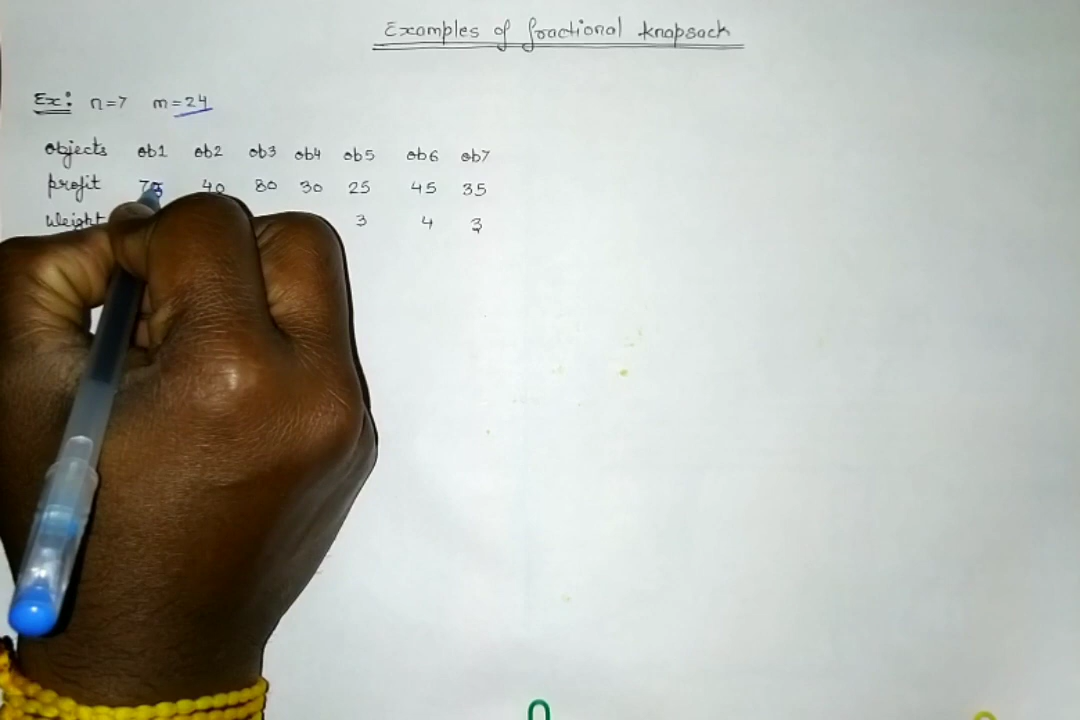 Examples of fractional knapsack
Ex: n=7 m=24
objects ob1 ob2 ob3 ob4 ob5 ob6 ob7
profit 75 40 80 30 25 45 35
Weight 3 4 3